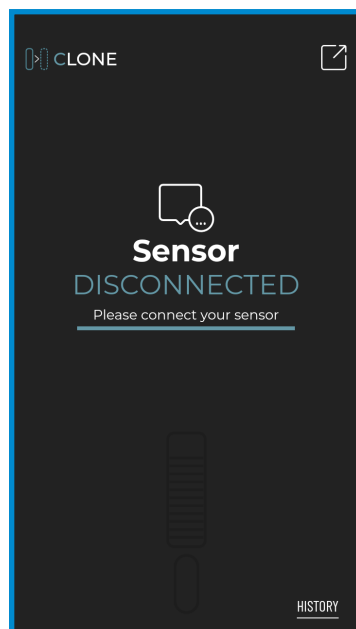 CLONE
Sensor
DISCONNECTED
Please connect your sensor
HISTORY